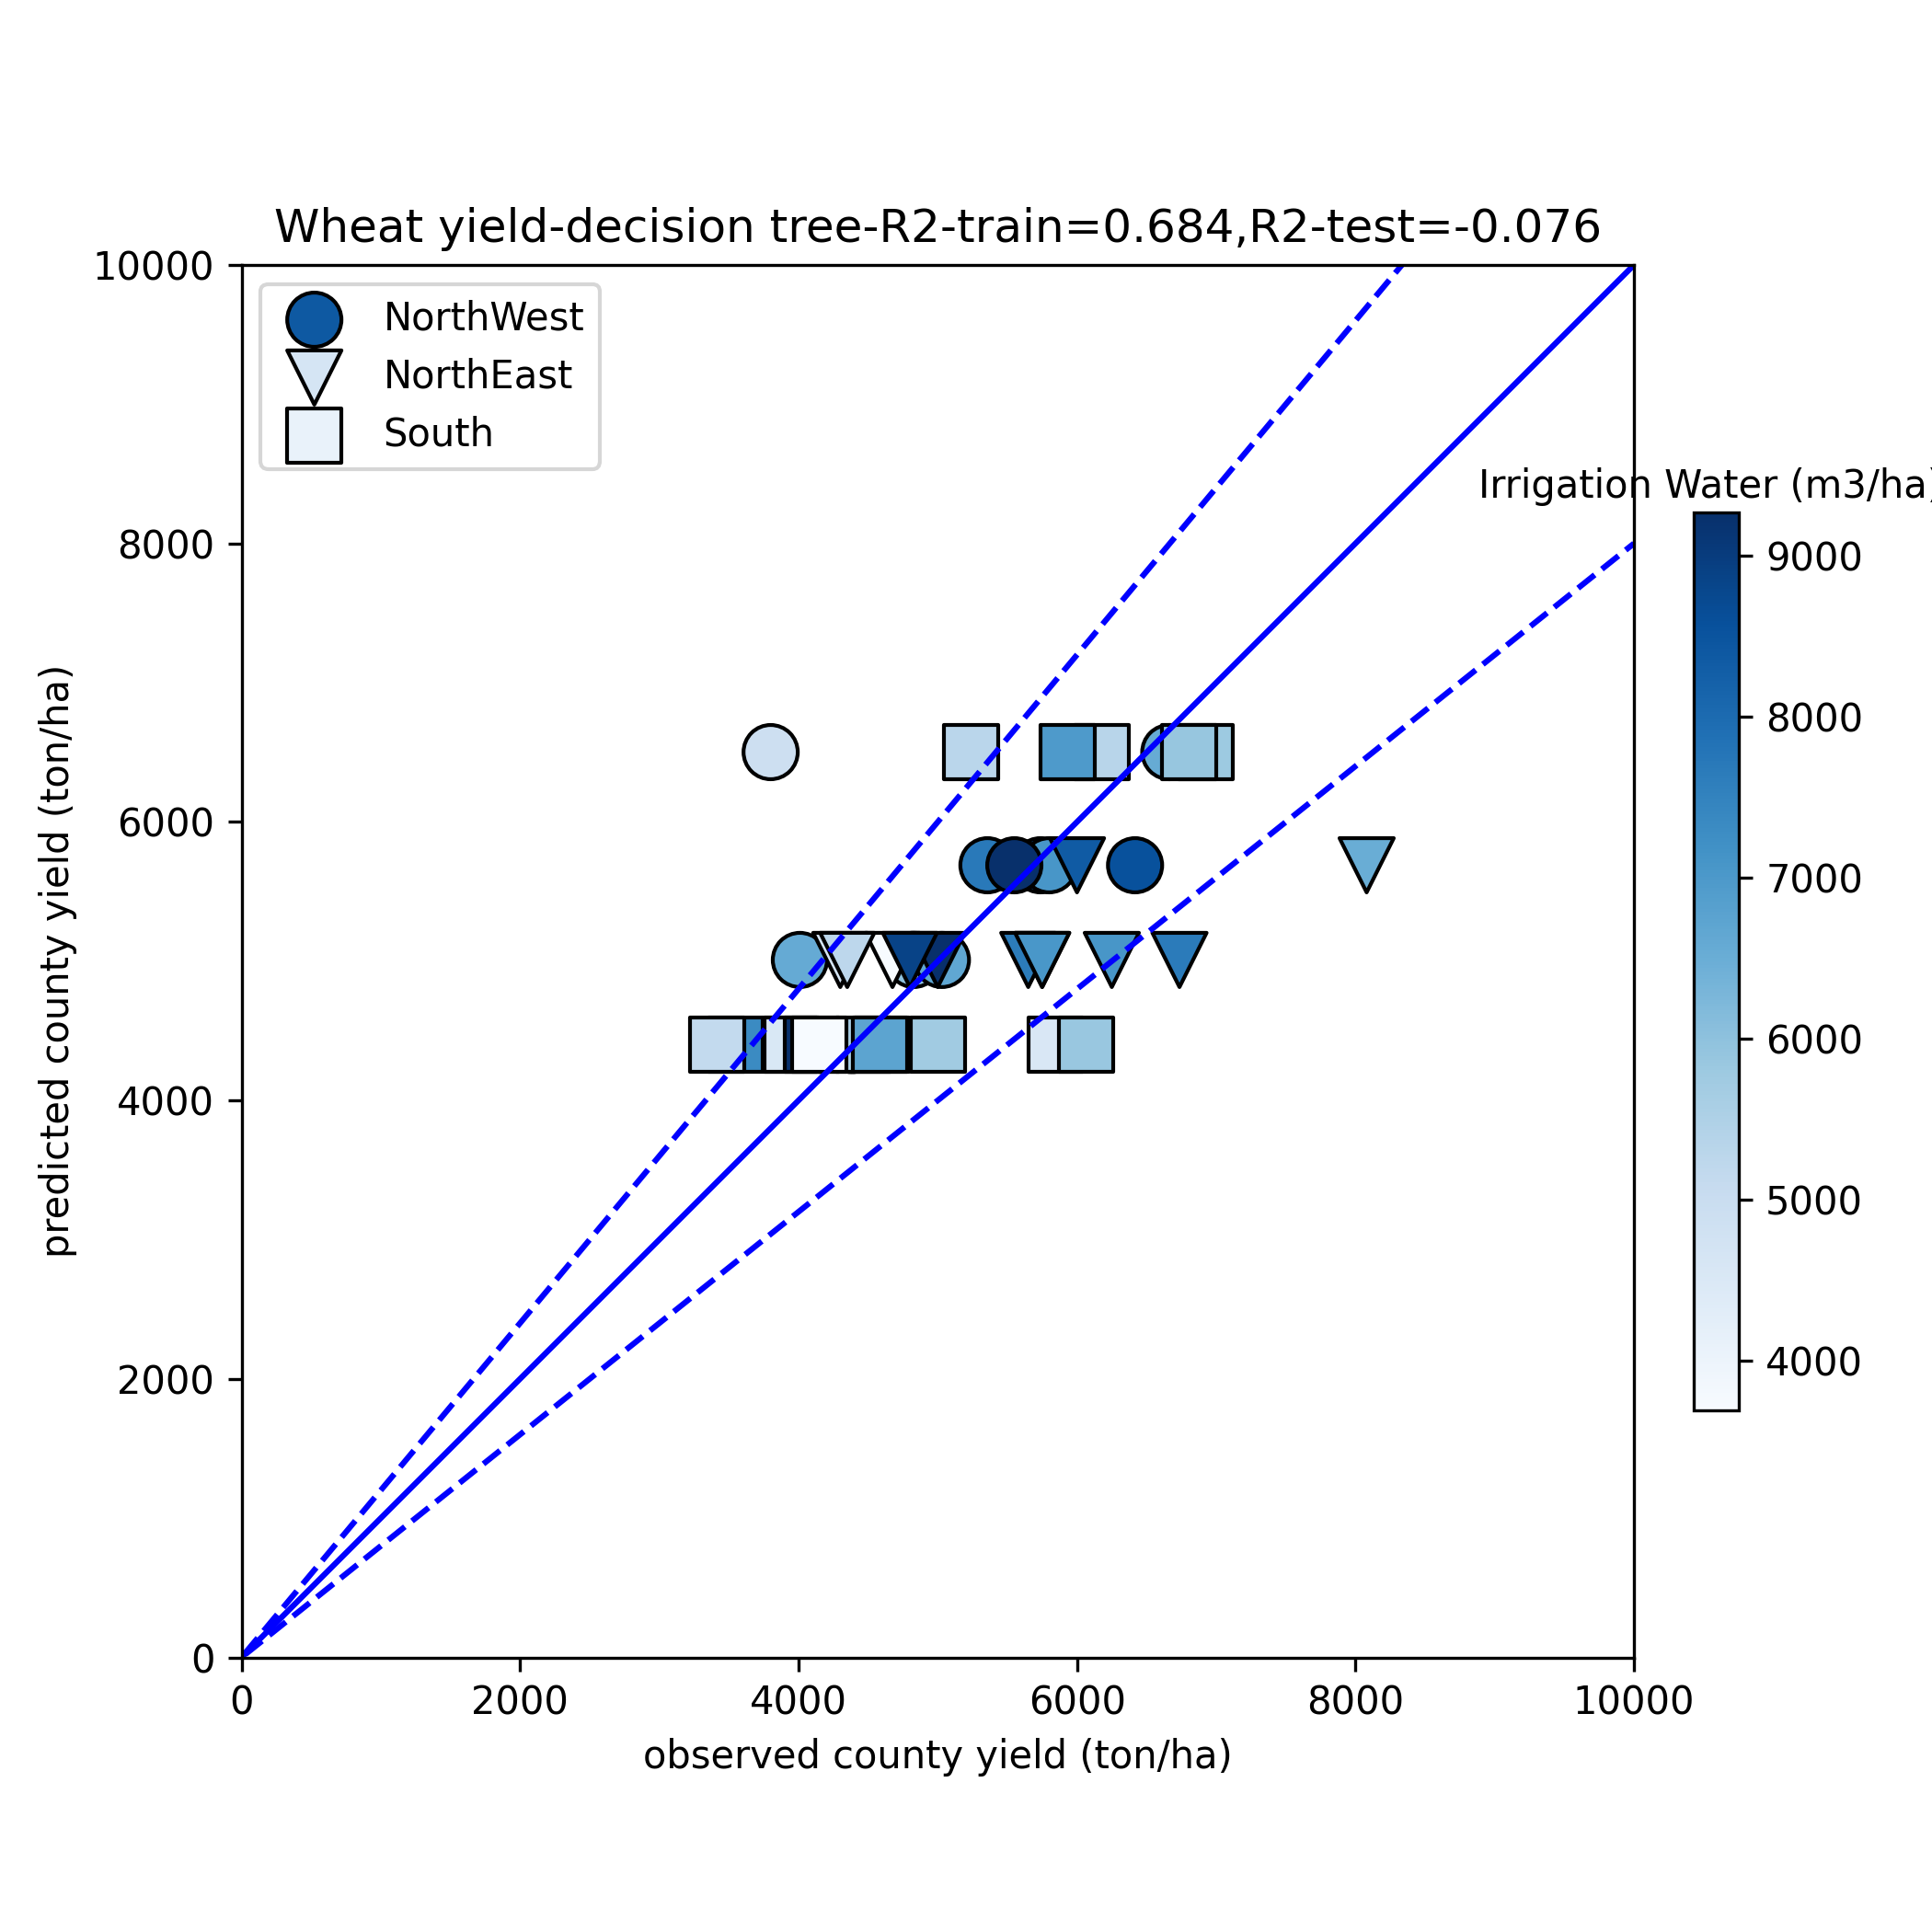 Wheat yield-decision tree-R2-train=0.684,R2-test=-0.076
10000
8000
6000
4000
2000
0
predicted county yield (ton/ha)
NorthWest
NorthEast
South
Irrigation Water (m3/ha)
9000
8000
7000
6000
5000
4000
0 2000 4000 6000 8000 10000
observed county yield (ton/ha)